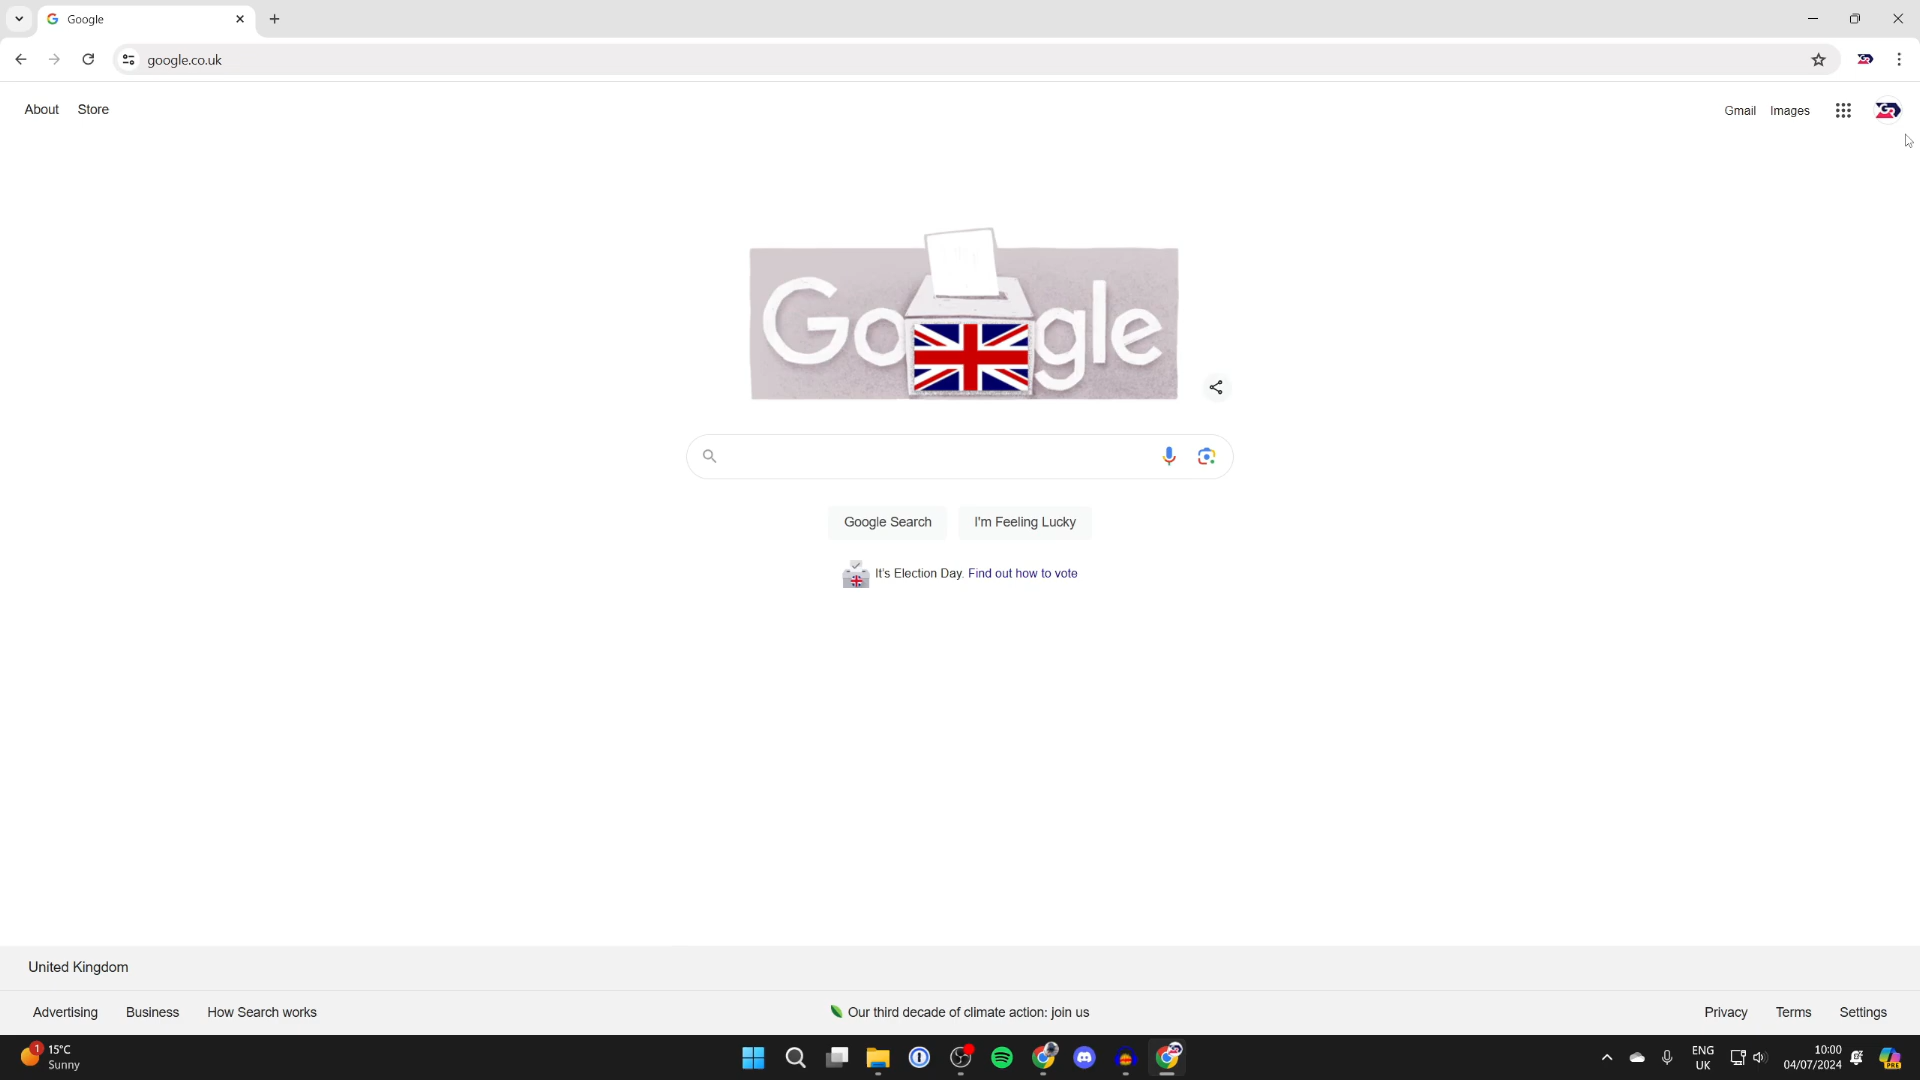 Google
google.co.uk
About Store
Gmail Images
Google
Google Search I'm Feeling Lucky
It's Election Day. Find out how to vote
United Kingdom
Advertising Business How Search works
Our third decade of climate action: join us
Privacy Terms Settings
1 15°C
Sunny
ENG
UK
10:00
04/07/2024
PRE